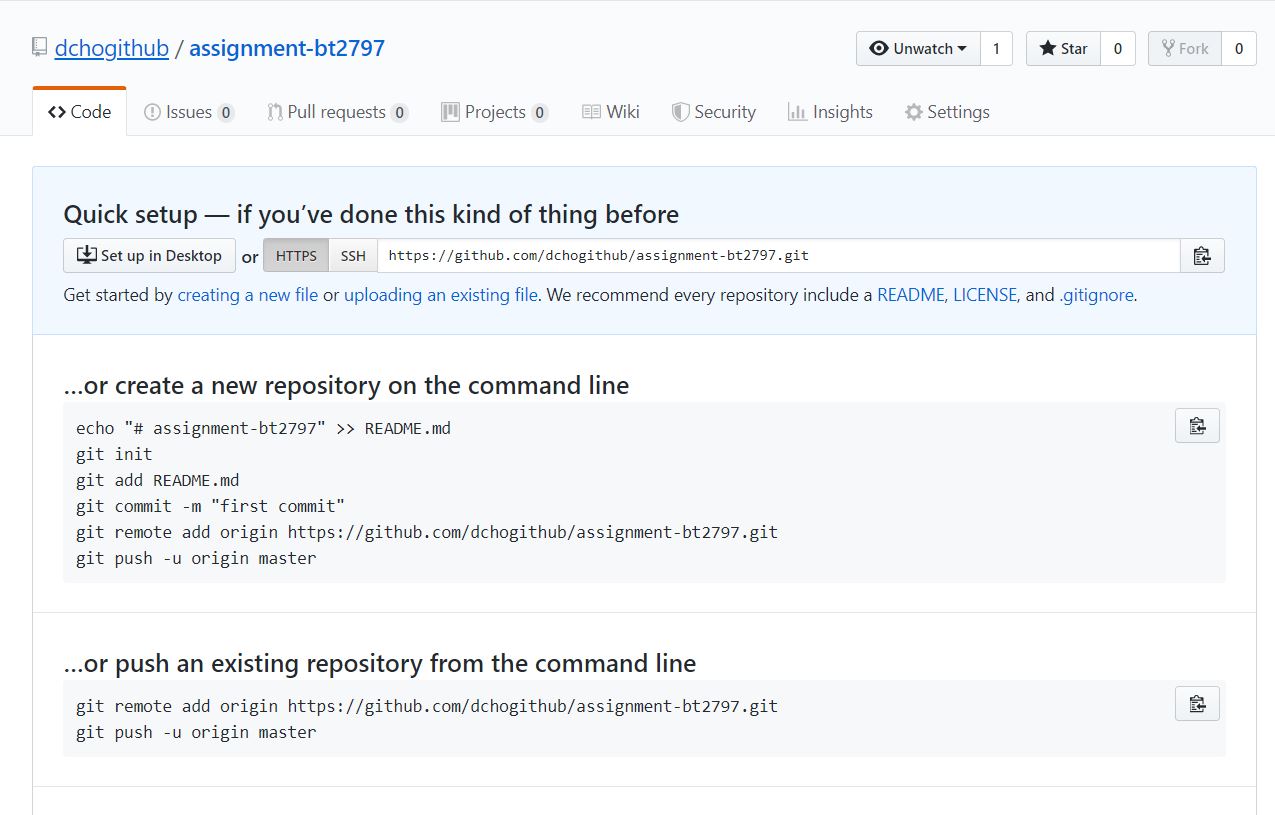 dchogithub / assignment-bt2797
Unwatch 1 Star 0 Fork 0
<> Code Issues 0 Pull requests 0 Projects 0 Wiki Security Insights Settings
Quick setup — if you’ve done this kind of thing before
Set up in Desktop or HTTPS SSH https://github.com/dchogithub/assignment-bt2797.git
Get started by creating a new file or uploading an existing file. We recommend every repository include a README, LICENSE, and .gitignore.
…or create a new repository on the command line
echo "# assignment-bt2797" >> README.md
git init
git add README.md
git commit -m "first commit"
git remote add origin https://github.com/dchogithub/assignment-bt2797.git
git push -u origin master
…or push an existing repository from the command line
git remote add origin https://github.com/dchogithub/assignment-bt2797.git
git push -u origin master